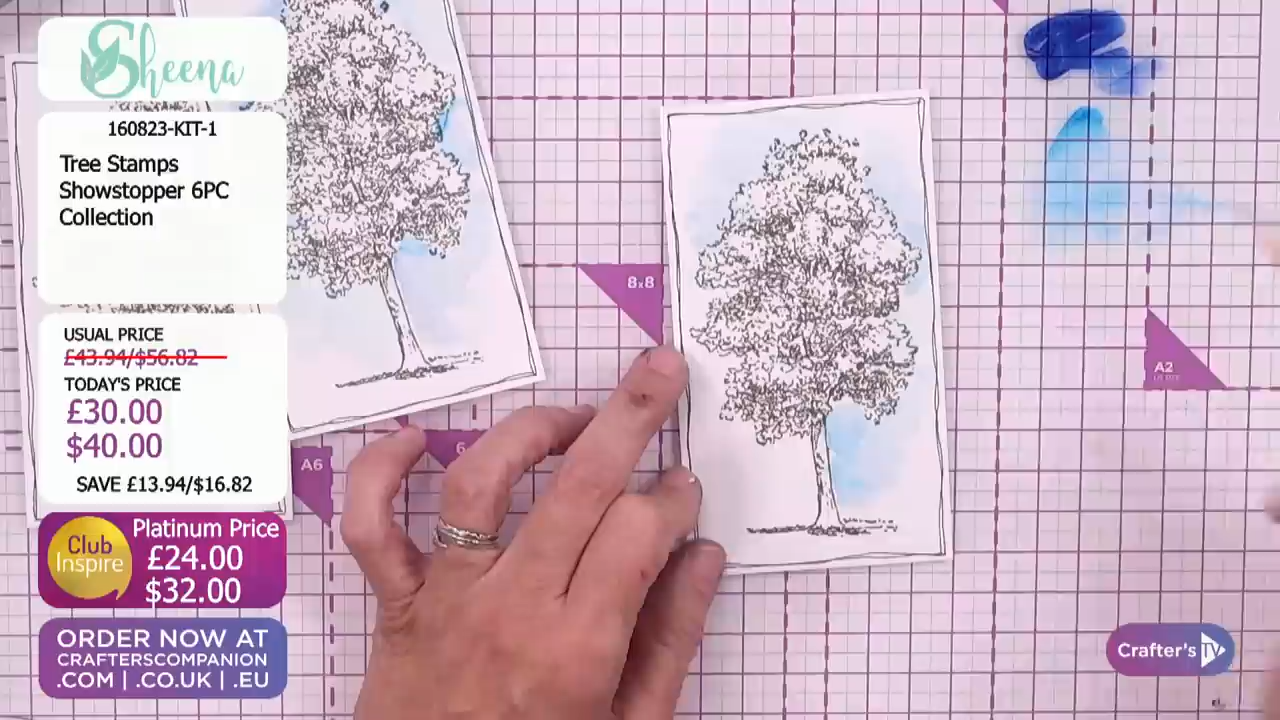 Sheena
160823-KIT-1
Tree Stamps
Showstopper 6PC
Collection
USUAL PRICE
£43.94/$56.82
TODAY'S PRICE
£30.00
$40.00
SAVE £13.94/$16.82
Club
Inspire
Platinum Price
£24.00
$32.00
ORDER NOW AT
CRAFTERSCOMPANION
.COM | .CO.UK | .EU
8x8
A6
6
A2
Crafter's TV